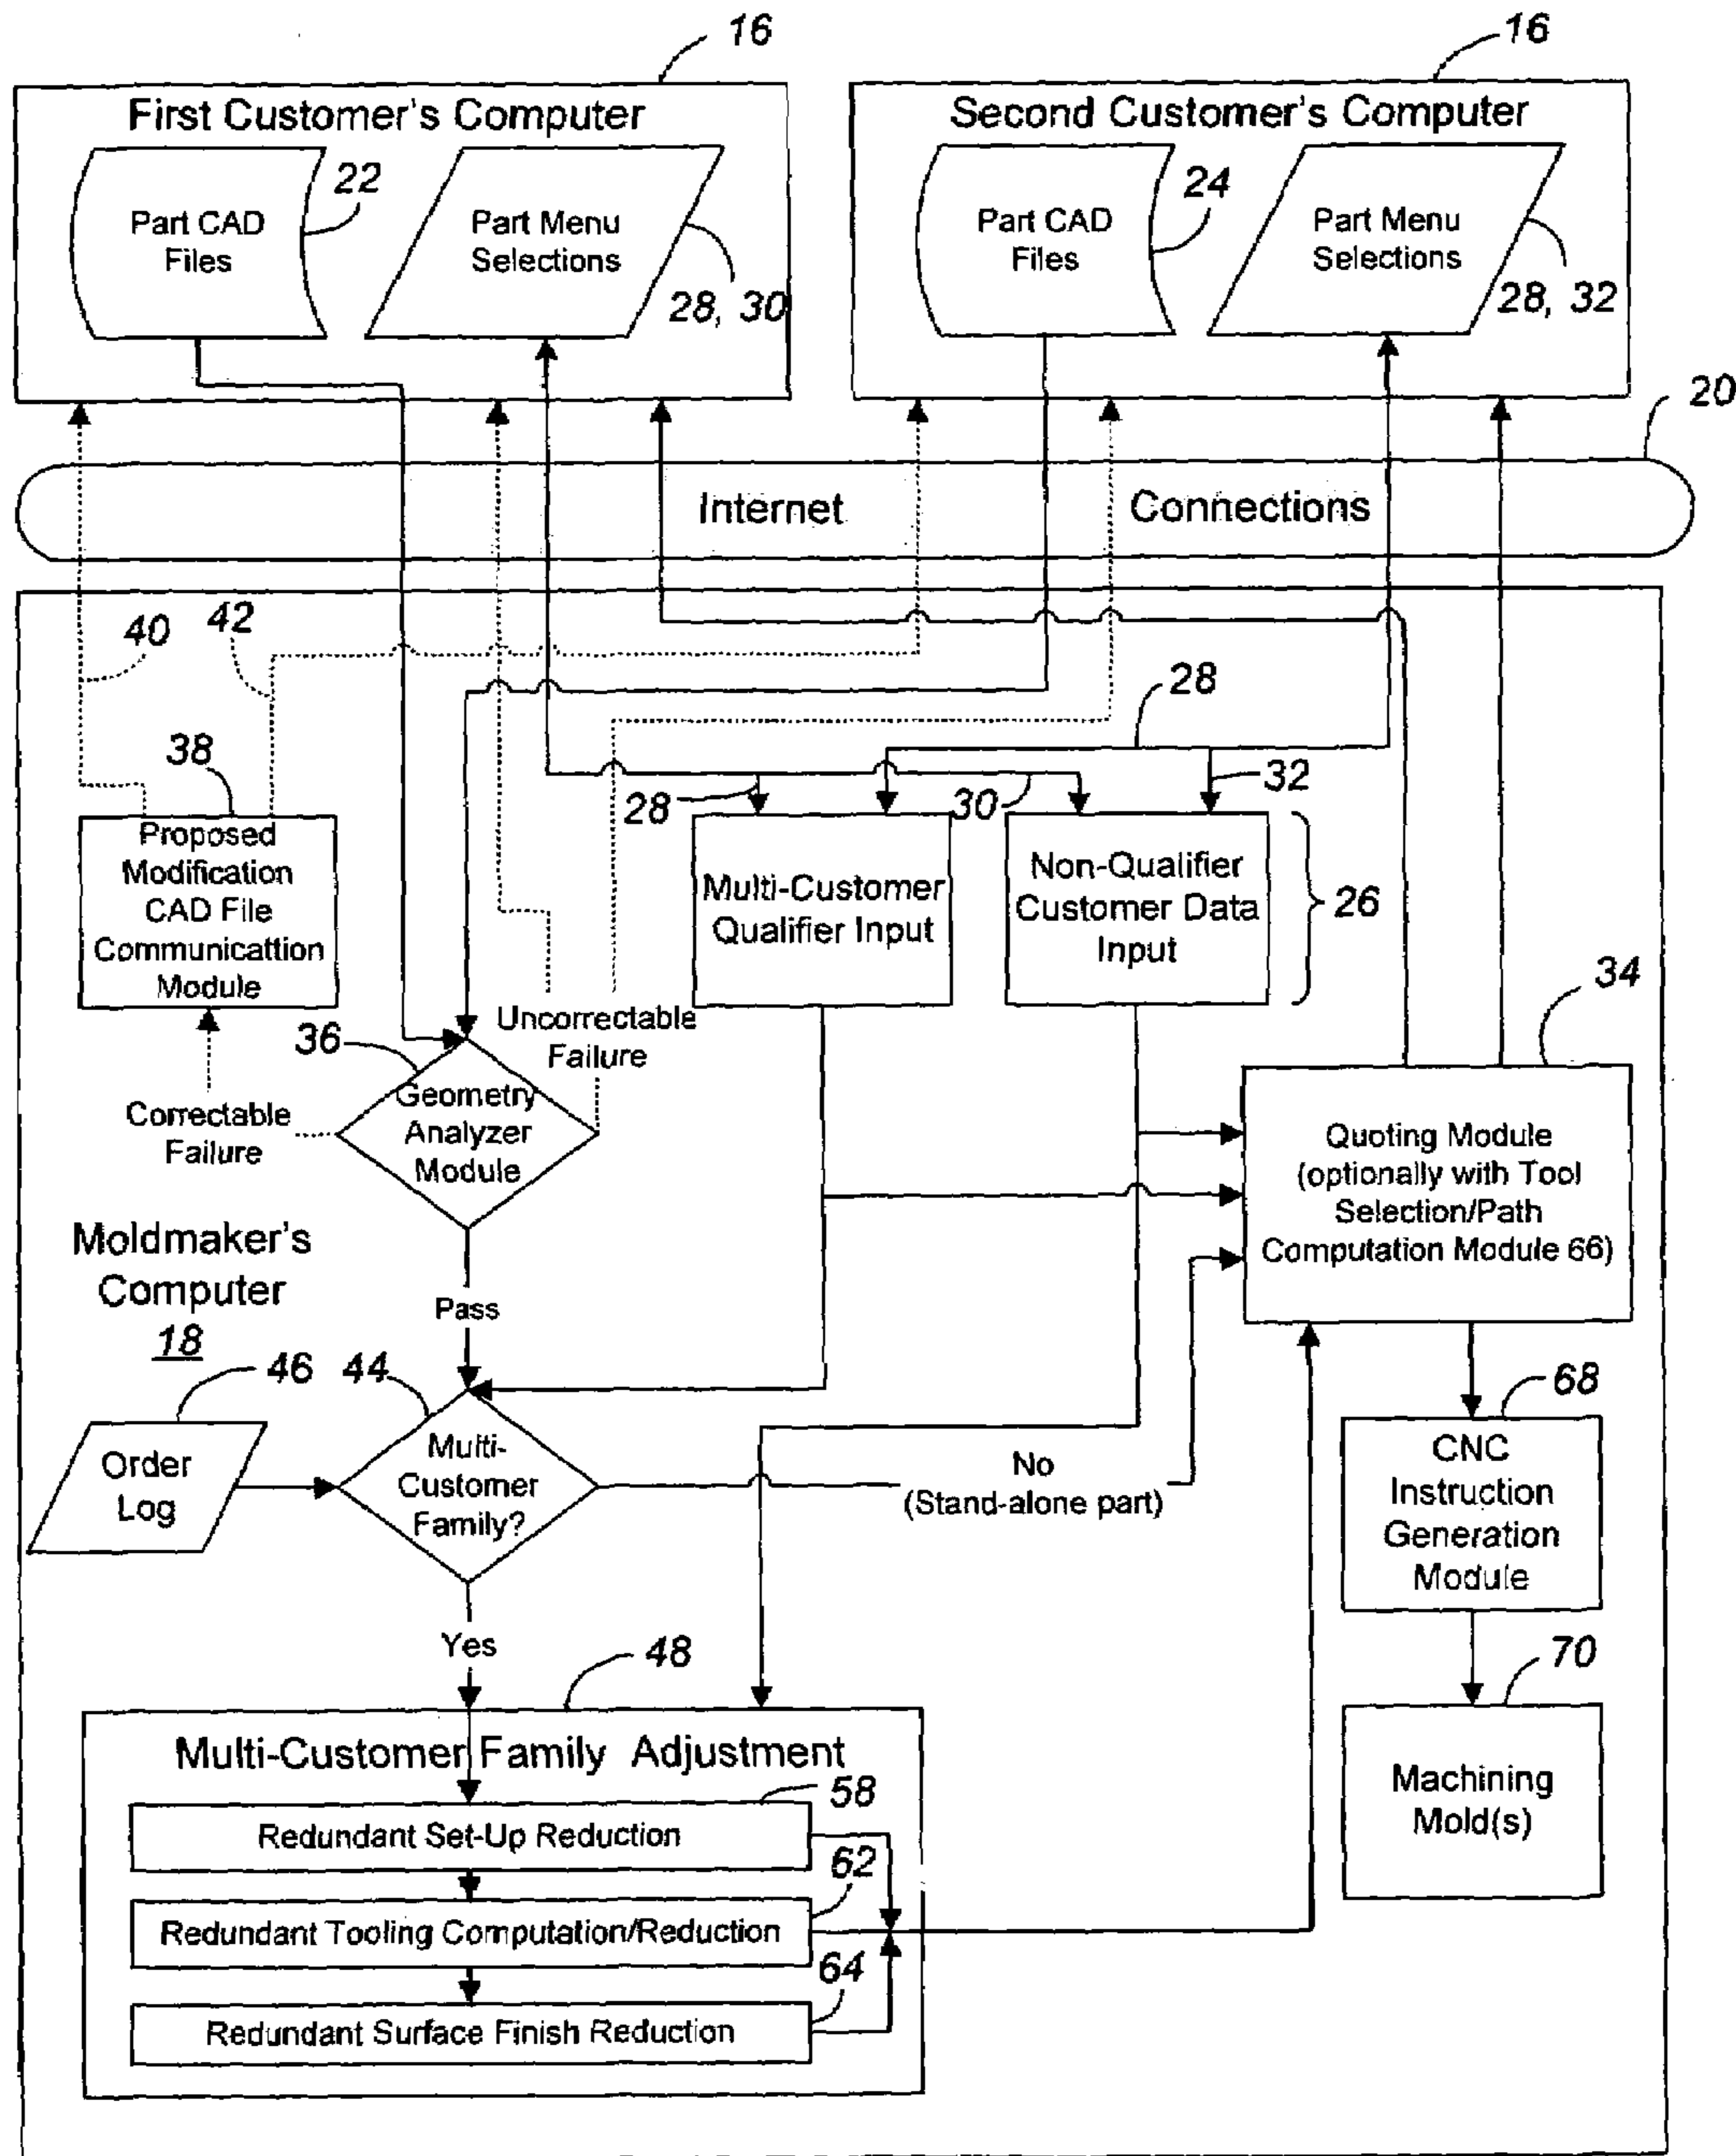 16
16
First Customer's Computer
Second Customer's Computer
22
Part CAD
Files
Part Menu
Selections
28, 30
24
Part CAD
Files
Part Menu
Selections
28, 32
20
Internet Connections
40
42
28
38
28
30
32
Proposed
Modification
CAD File
Communicattion
Module
Multi-Customer
Qualifier Input
Non-Qualifier
Customer Data
Input
26
34
36
Uncorrectable
Failure
Correctable
Failure
Geometry
Analyzer
Module
Quoting Module
(optionally with Tool
Selection/Path
Computation Module 66)
Moldmaker's
Computer
18
Pass
46
44
68
Order
Log
Multi-
Customer
Family?
No
(Stand-alone part)
CNC
Instruction
Generation
Module
Yes
48
70
Multi-Customer Family Adjustment
58
Redundant Set-Up Reduction
62
Redundant Tooling Computation/Reduction
64
Redundant Surface Finish Reduction
Machining
Mold(s)